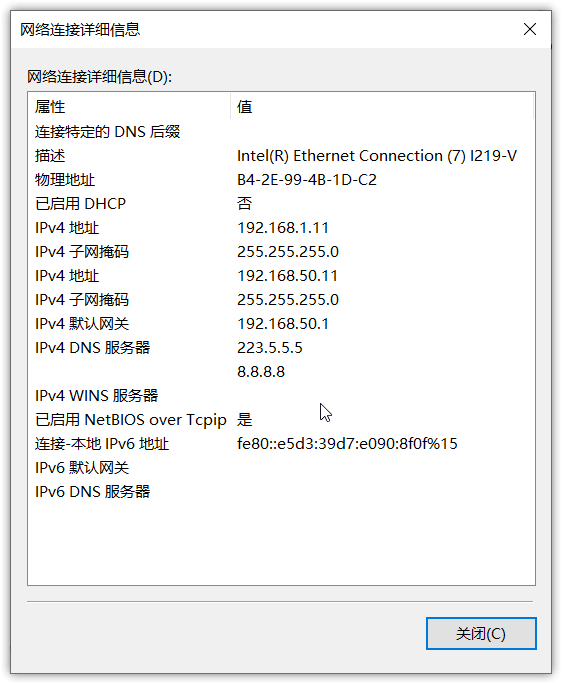 网络连接详细信息
网络连接详细信息(D):
属性 值
连接特定的 DNS 后缀
描述 Intel(R) Ethernet Connection (7) I219-V
物理地址 B4-2E-99-4B-1D-C2
已启用 DHCP 否
IPv4 地址 192.168.1.11
IPv4 子网掩码 255.255.255.0
IPv4 地址 192.168.50.11
IPv4 子网掩码 255.255.255.0
IPv4 默认网关 192.168.50.1
IPv4 DNS 服务器 223.5.5.5
8.8.8.8
IPv4 WINS 服务器
已启用 NetBIOS over Tcpip 是
连接-本地 IPv6 地址 fe80::e5d3:39d7:e090:8f0f%15
IPv6 默认网关
IPv6 DNS 服务器
关闭(C)